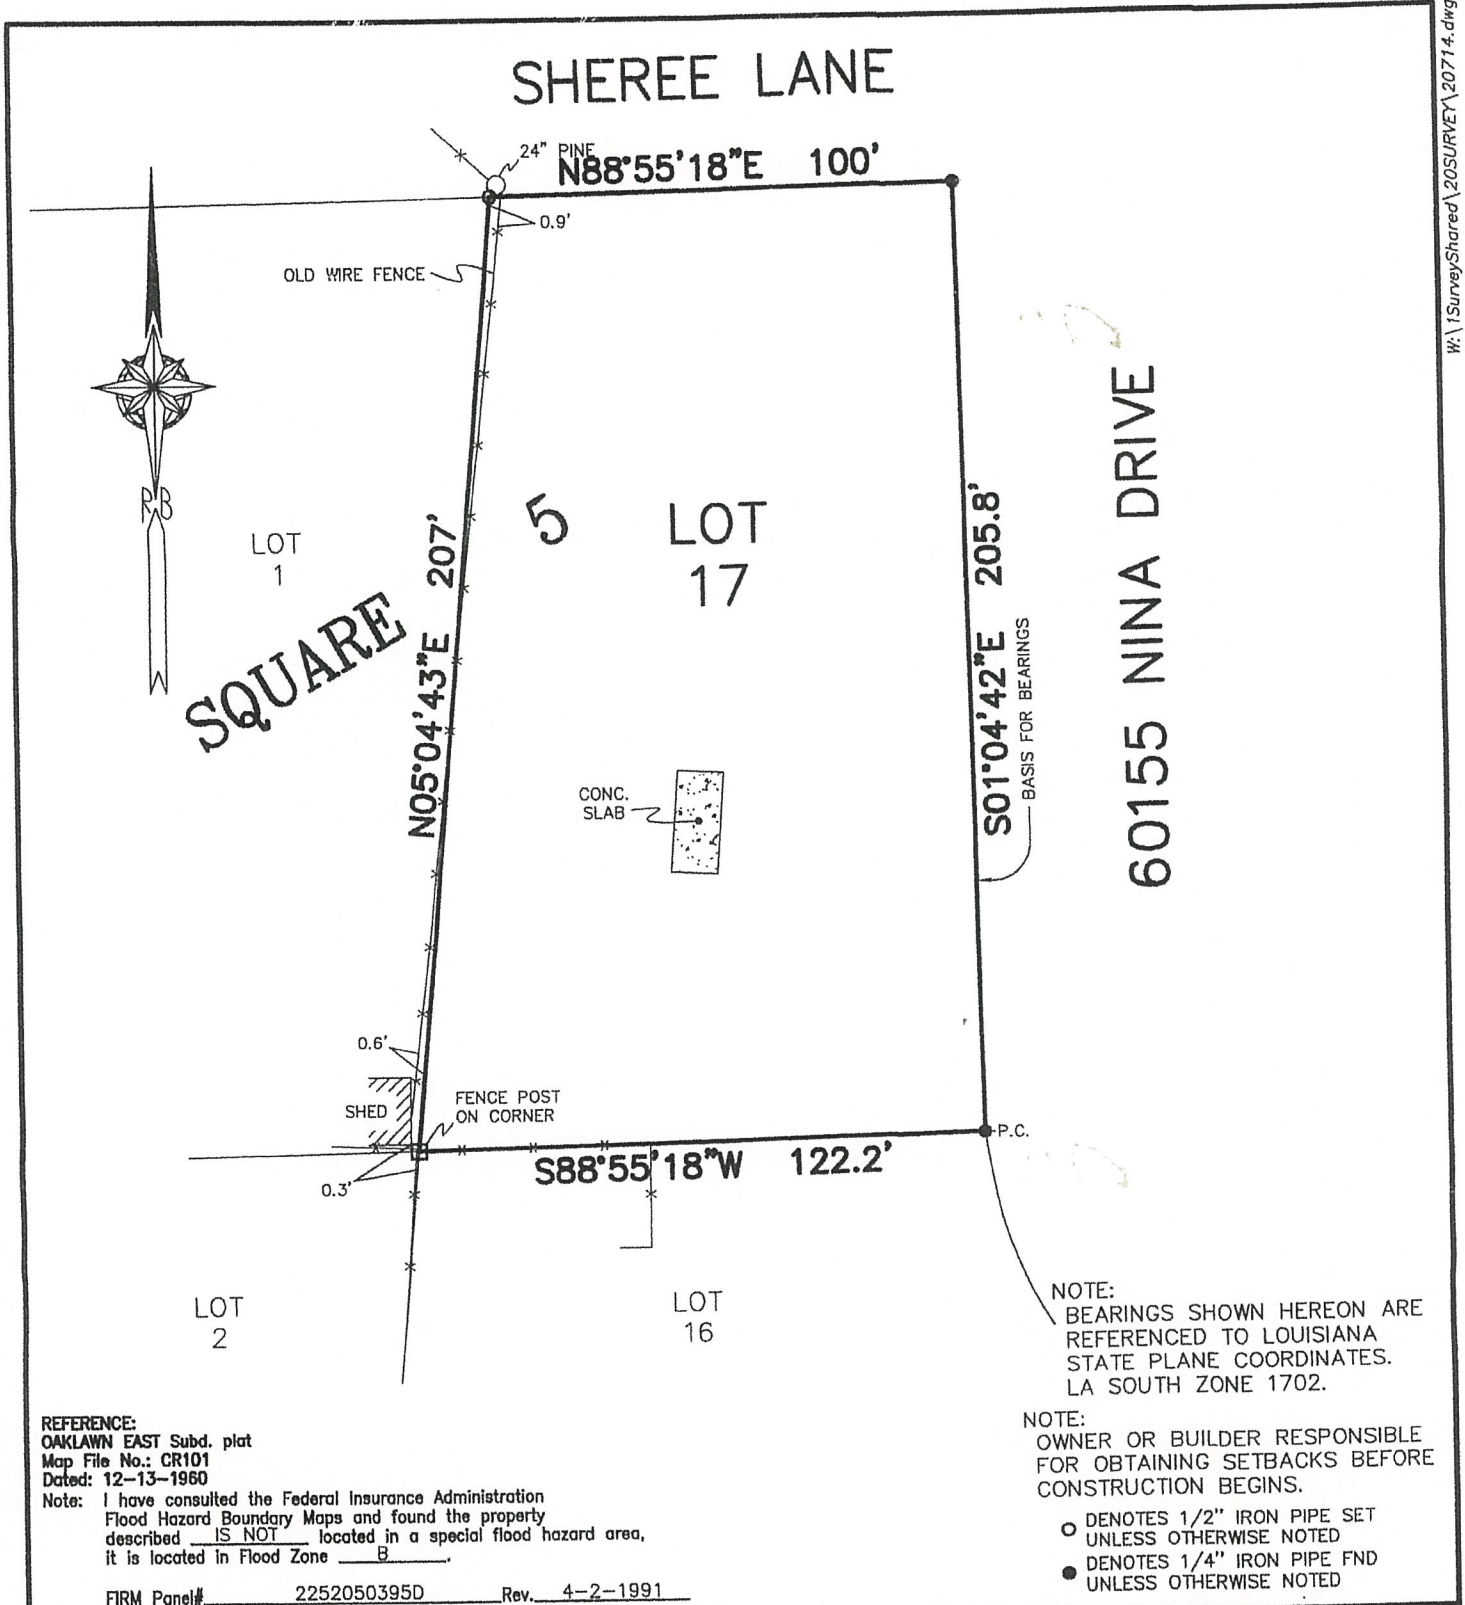 W:\1SurveyShared\20SURVEY\20714.dwg
SHEREE LANE
24" PINE
N88°55'18"E 100'
0.9'
OLD WIRE FENCE
RB
LOT
1
SQUARE 5
N05°04'43"E 207'
LOT
17
S01°04'42"E 205.8'
BASIS FOR BEARINGS
60155 NINA DRIVE
CONC.
SLAB
0.6'
SHED
FENCE POST
ON CORNER
P.C.
S88°55'18"W 122.2'
0.3'
LOT
2
LOT
16
NOTE:
BEARINGS SHOWN HEREON ARE
REFERENCED TO LOUISIANA
STATE PLANE COORDINATES.
LA SOUTH ZONE 1702.
NOTE:
OWNER OR BUILDER RESPONSIBLE
FOR OBTAINING SETBACKS BEFORE
CONSTRUCTION BEGINS.
DENOTES 1/2" IRON PIPE SET
UNLESS OTHERWISE NOTED
DENOTES 1/4" IRON PIPE FND
UNLESS OTHERWISE NOTED
REFERENCE:
OAKLAWN EAST Subd. plat
Map File No.: CR101
Dated: 12-13-1960
Note: I have consulted the Federal Insurance Administration
Flood Hazard Boundary Maps and found the property
described IS NOT located in a special flood hazard area,
it is located in Flood Zone B.
FIRM Panel# 2252050395D Rev. 4-2-1991